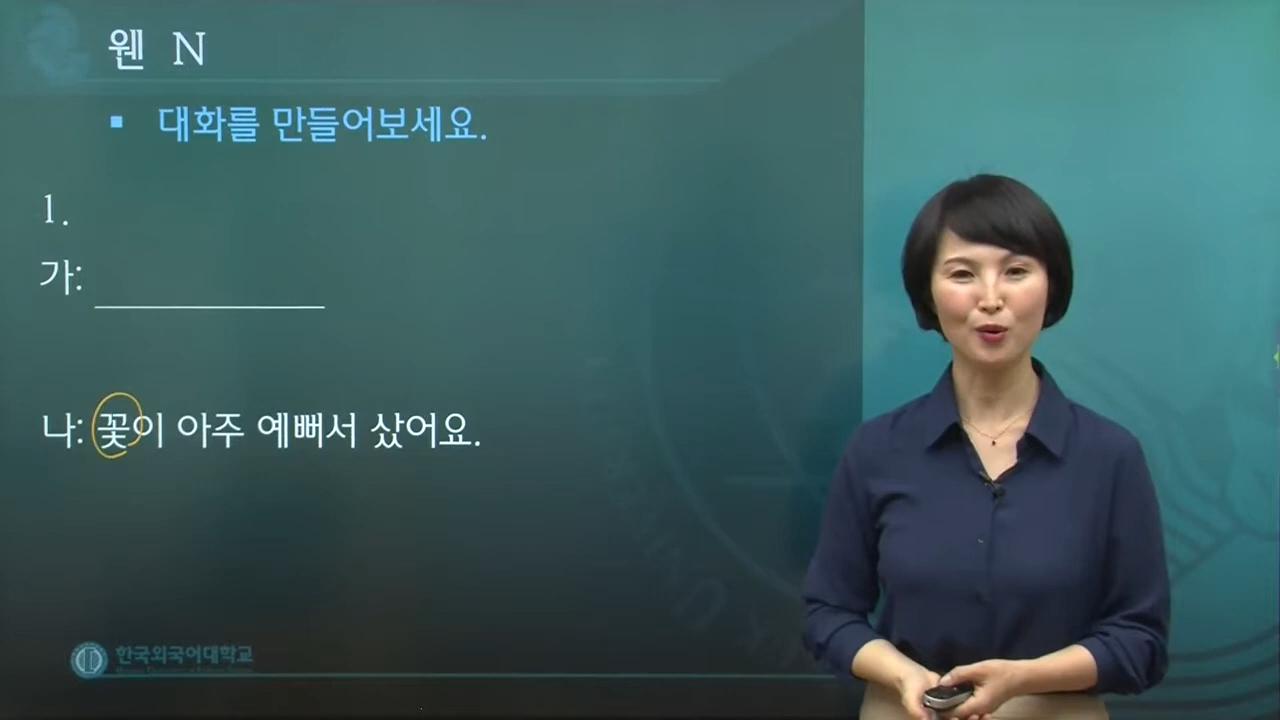 웬 N
▪ 대화를 만들어보세요.
1.
가: ____________
나: 꽃이 아주 예뻐서 샀어요.
한국외국어대학교